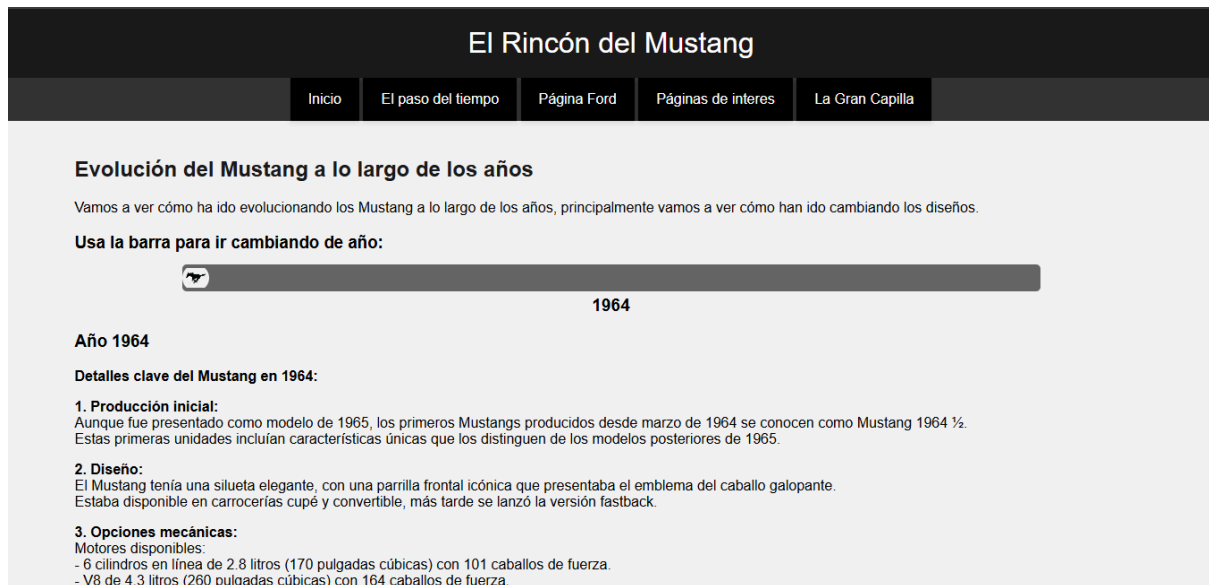 El Rincón del Mustang
Inicio
El paso del tiempo
Página Ford
Páginas de interes
La Gran Capilla
Evolución del Mustang a lo largo de los años
Vamos a ver cómo ha ido evolucionando los Mustang a lo largo de los años, principalmente vamos a ver cómo han ido cambiando los diseños.
Usa la barra para ir cambiando de año:
1964
Año 1964
Detalles clave del Mustang en 1964:
1. Producción inicial:
Aunque fue presentado como modelo de 1965, los primeros Mustangs producidos desde marzo de 1964 se conocen como Mustang 1964 ½.
Estas primeras unidades incluían características únicas que los distinguen de los modelos posteriores de 1965.
2. Diseño:
El Mustang tenía una silueta elegante, con una parrilla frontal icónica que presentaba el emblema del caballo galopante.
Estaba disponible en carrocerías cupé y convertible, más tarde se lanzó la versión fastback.
3. Opciones mecánicas:
Motores disponibles:
- 6 cilindros en línea de 2.8 litros (170 pulgadas cúbicas) con 101 caballos de fuerza.
- V8 de 4.3 litros (260 pulgadas cúbicas) con 164 caballos de fuerza.